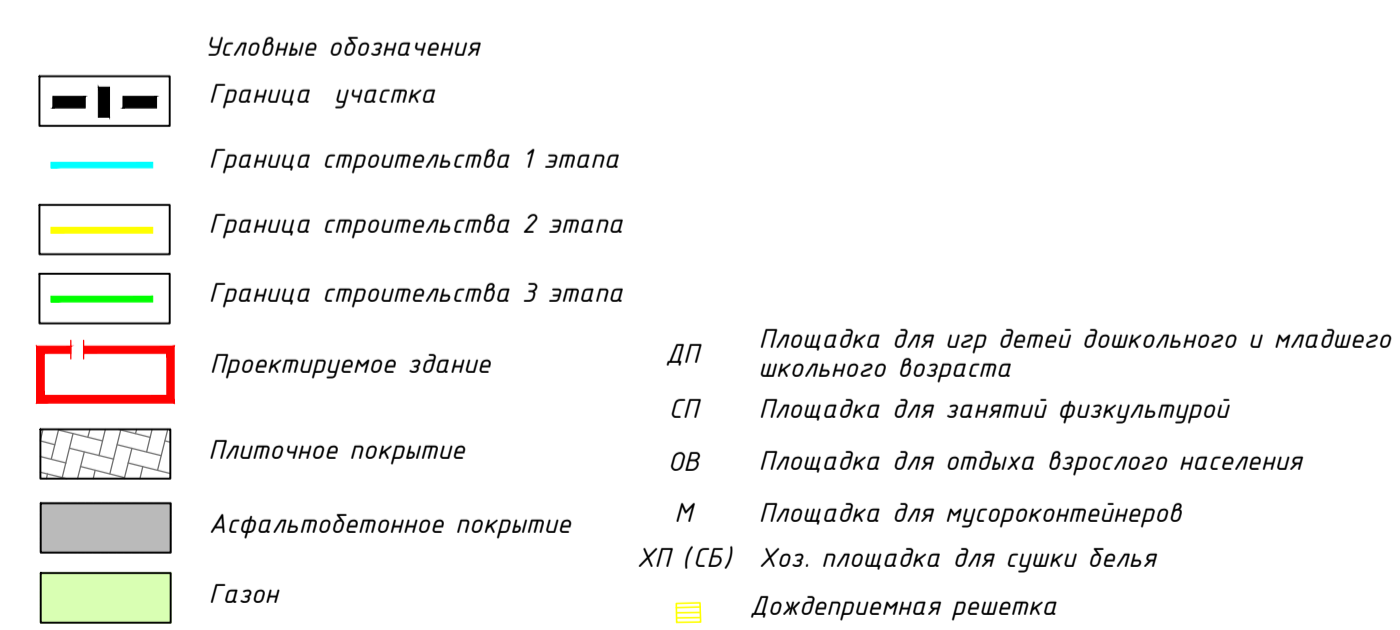 Условные обозначения
Граница участка
Граница строительства 1 этапа
Граница строительства 2 этапа
Граница строительства 3 этапа
Проектируемое здание
Плиточное покрытие
Асфальтобетонное покрытие
Газон
ДП Площадка для игр детей дошкольного и младшего
школьного возраста
СП Площадка для занятий физкультурой
ОВ Площадка для отдыха взрослого населения
М Площадка для мусороконтейнеров
ХП (СБ) Хоз. площадка для сушки белья
Дождеприемная решетка